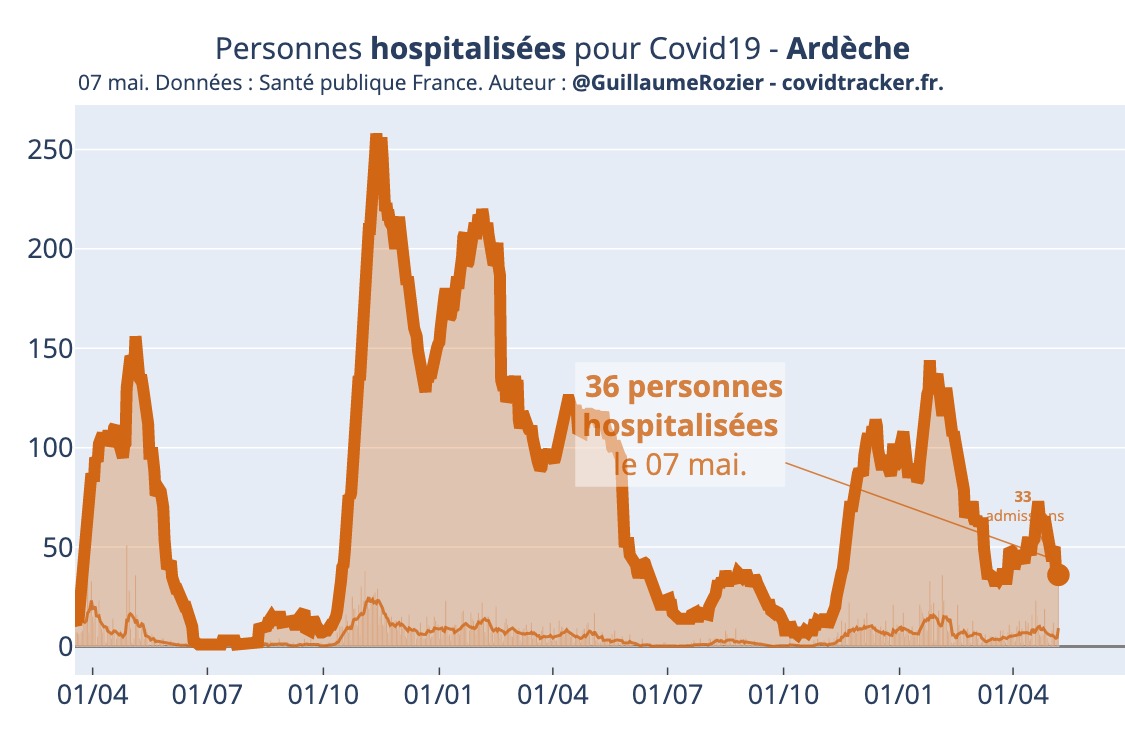 Personnes hospitalisées pour Covid19 - Ardèche
07 mai. Données : Santé publique France. Auteur : @GuillaumeRozier - covidtracker.fr.
250
200
150
100
50
0
36 personnes
hospitalisées
le 07 mai.
33
admissions
01/04 01/07 01/10 01/01 01/04 01/07 01/10 01/01 01/04